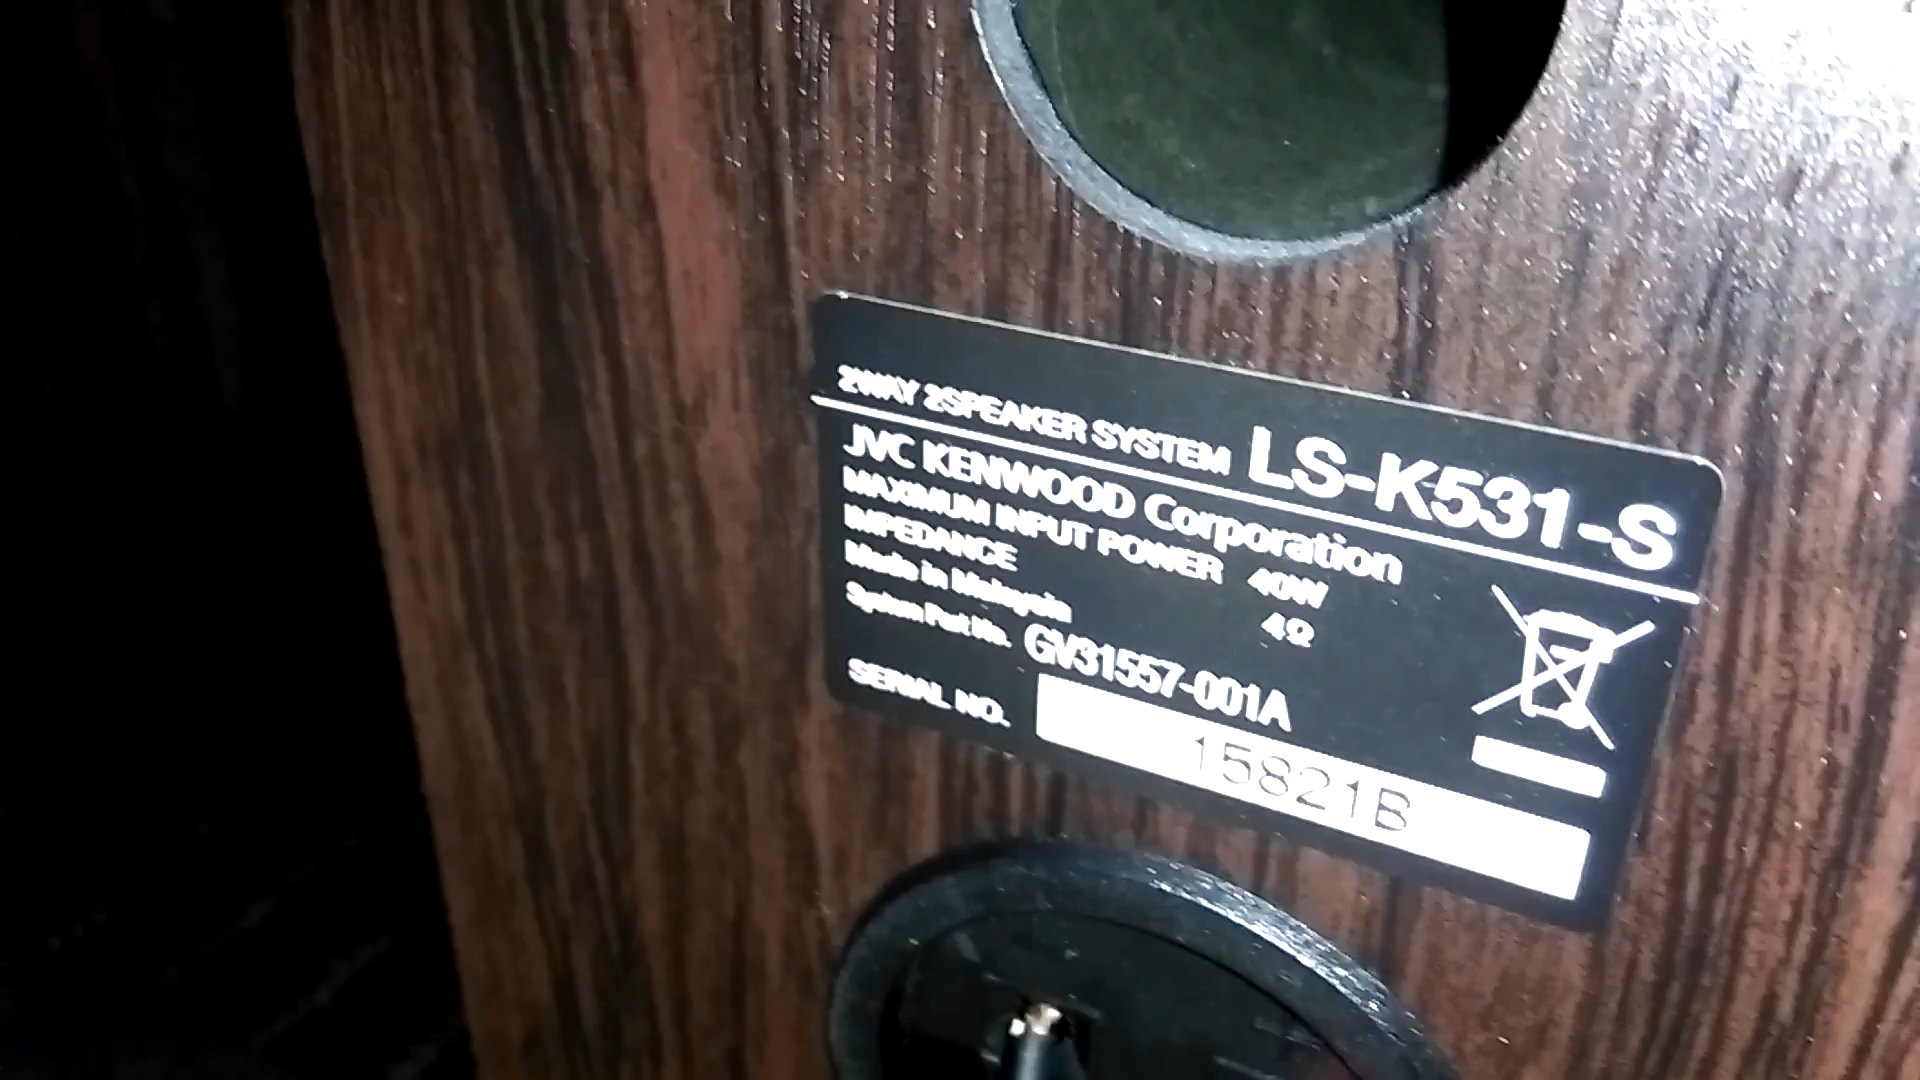 2WAY 2SPEAKER SYSTEM LS-K531-S
JVC KENWOOD Corporation
MAXIMUM INPUT POWER 40W
IMPEDANCE 4Ω
Made in Malaysia
System Part No. GV31557-001A
SERIAL NO. 15821B